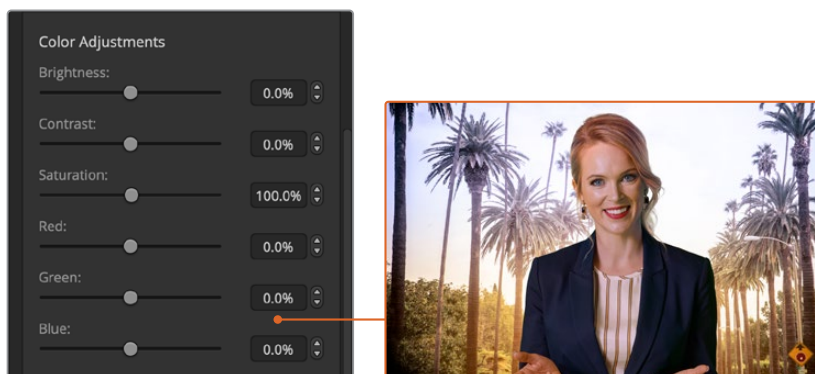 Color Adjustments
Brightness:
0.0%
Contrast:
0.0%
Saturation:
100.0%
Red:
0.0%
Green:
0.0%
Blue:
0.0%